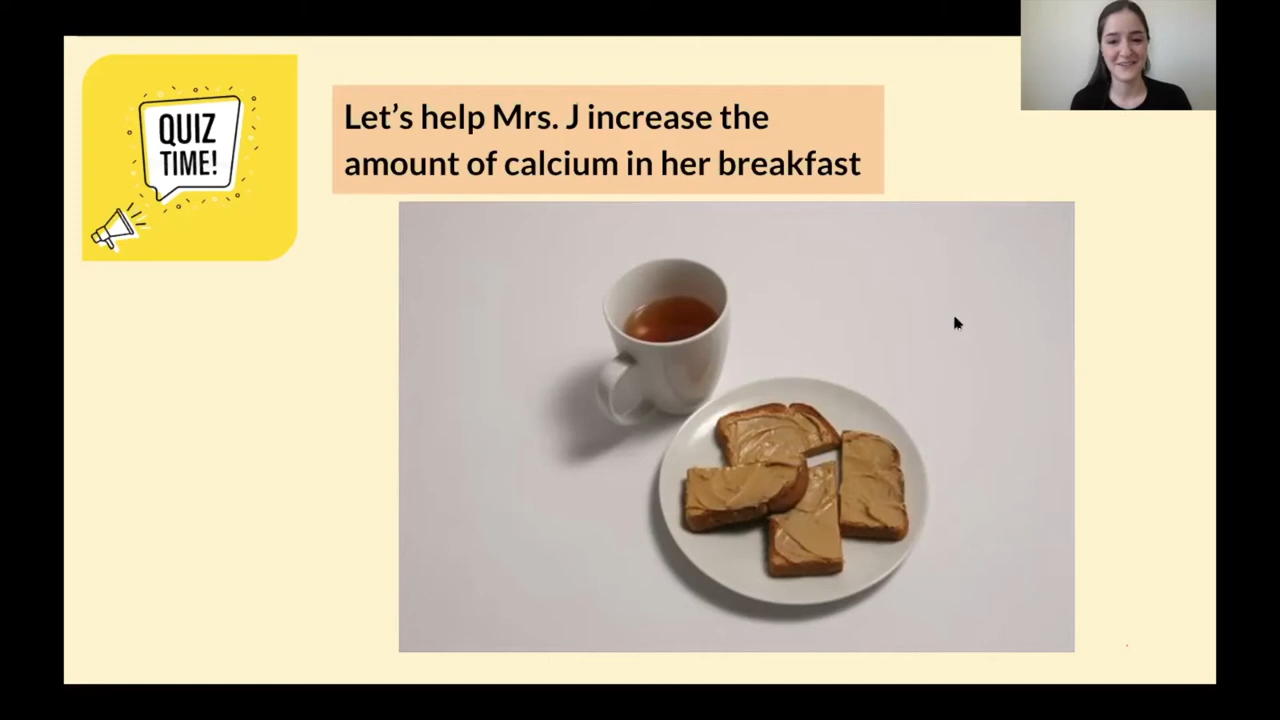 QUIZ
TIME!
Let’s help Mrs. J increase the
amount of calcium in her breakfast